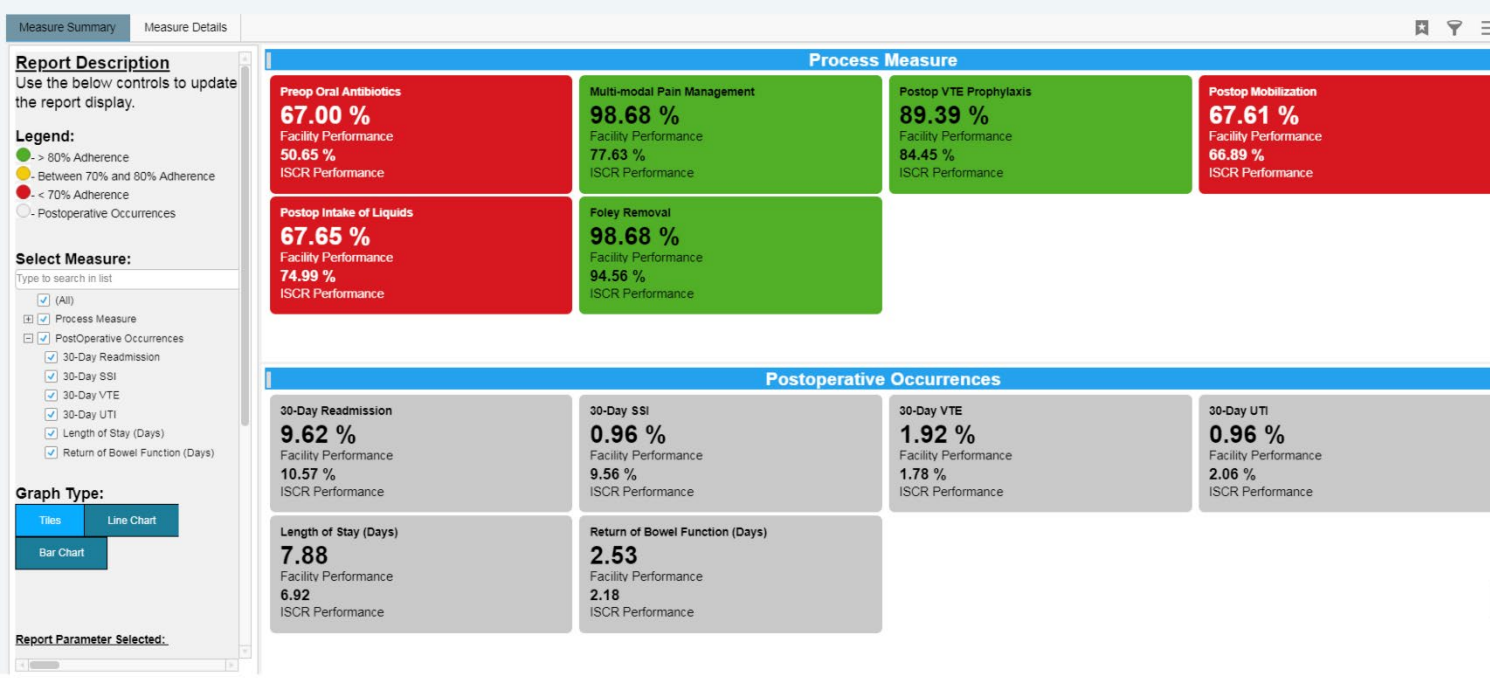 Measure Summary
Measure Details
Report Description
Use the below controls to update
the report display.
Legend:
- > 80% Adherence
- Between 70% and 80% Adherence
- < 70% Adherence
- Postoperative Occurrences
Select Measure:
Type to search in list
(All)
Process Measure
PostOperative Occurrences
30-Day Readmission
30-Day SSI
30-Day VTE
30-Day UTI
Length of Stay (Days)
Return of Bowel Function (Days)
Graph Type:
Tiles
Line Chart
Bar Chart
Report Parameter Selected:
Process Measure
Preop Oral Antibiotics
67.00 %
Facility Performance
50.65 %
ISCR Performance
Multi-modal Pain Management
98.68 %
Facility Performance
77.63 %
ISCR Performance
Postop VTE Prophylaxis
89.39 %
Facility Performance
84.45 %
ISCR Performance
Postop Mobilization
67.61 %
Facility Performance
66.89 %
ISCR Performance
Postop Intake of Liquids
67.65 %
Facility Performance
74.99 %
ISCR Performance
Foley Removal
98.68 %
Facility Performance
94.56 %
ISCR Performance
Postoperative Occurrences
30-Day Readmission
9.62 %
Facility Performance
10.57 %
ISCR Performance
30-Day SSI
0.96 %
Facility Performance
9.56 %
ISCR Performance
30-Day VTE
1.92 %
Facility Performance
1.78 %
ISCR Performance
30-Day UTI
0.96 %
Facility Performance
2.06 %
ISCR Performance
Length of Stay (Days)
7.88
Facility Performance
6.92
ISCR Performance
Return of Bowel Function (Days)
2.53
Facility Performance
2.18
ISCR Performance